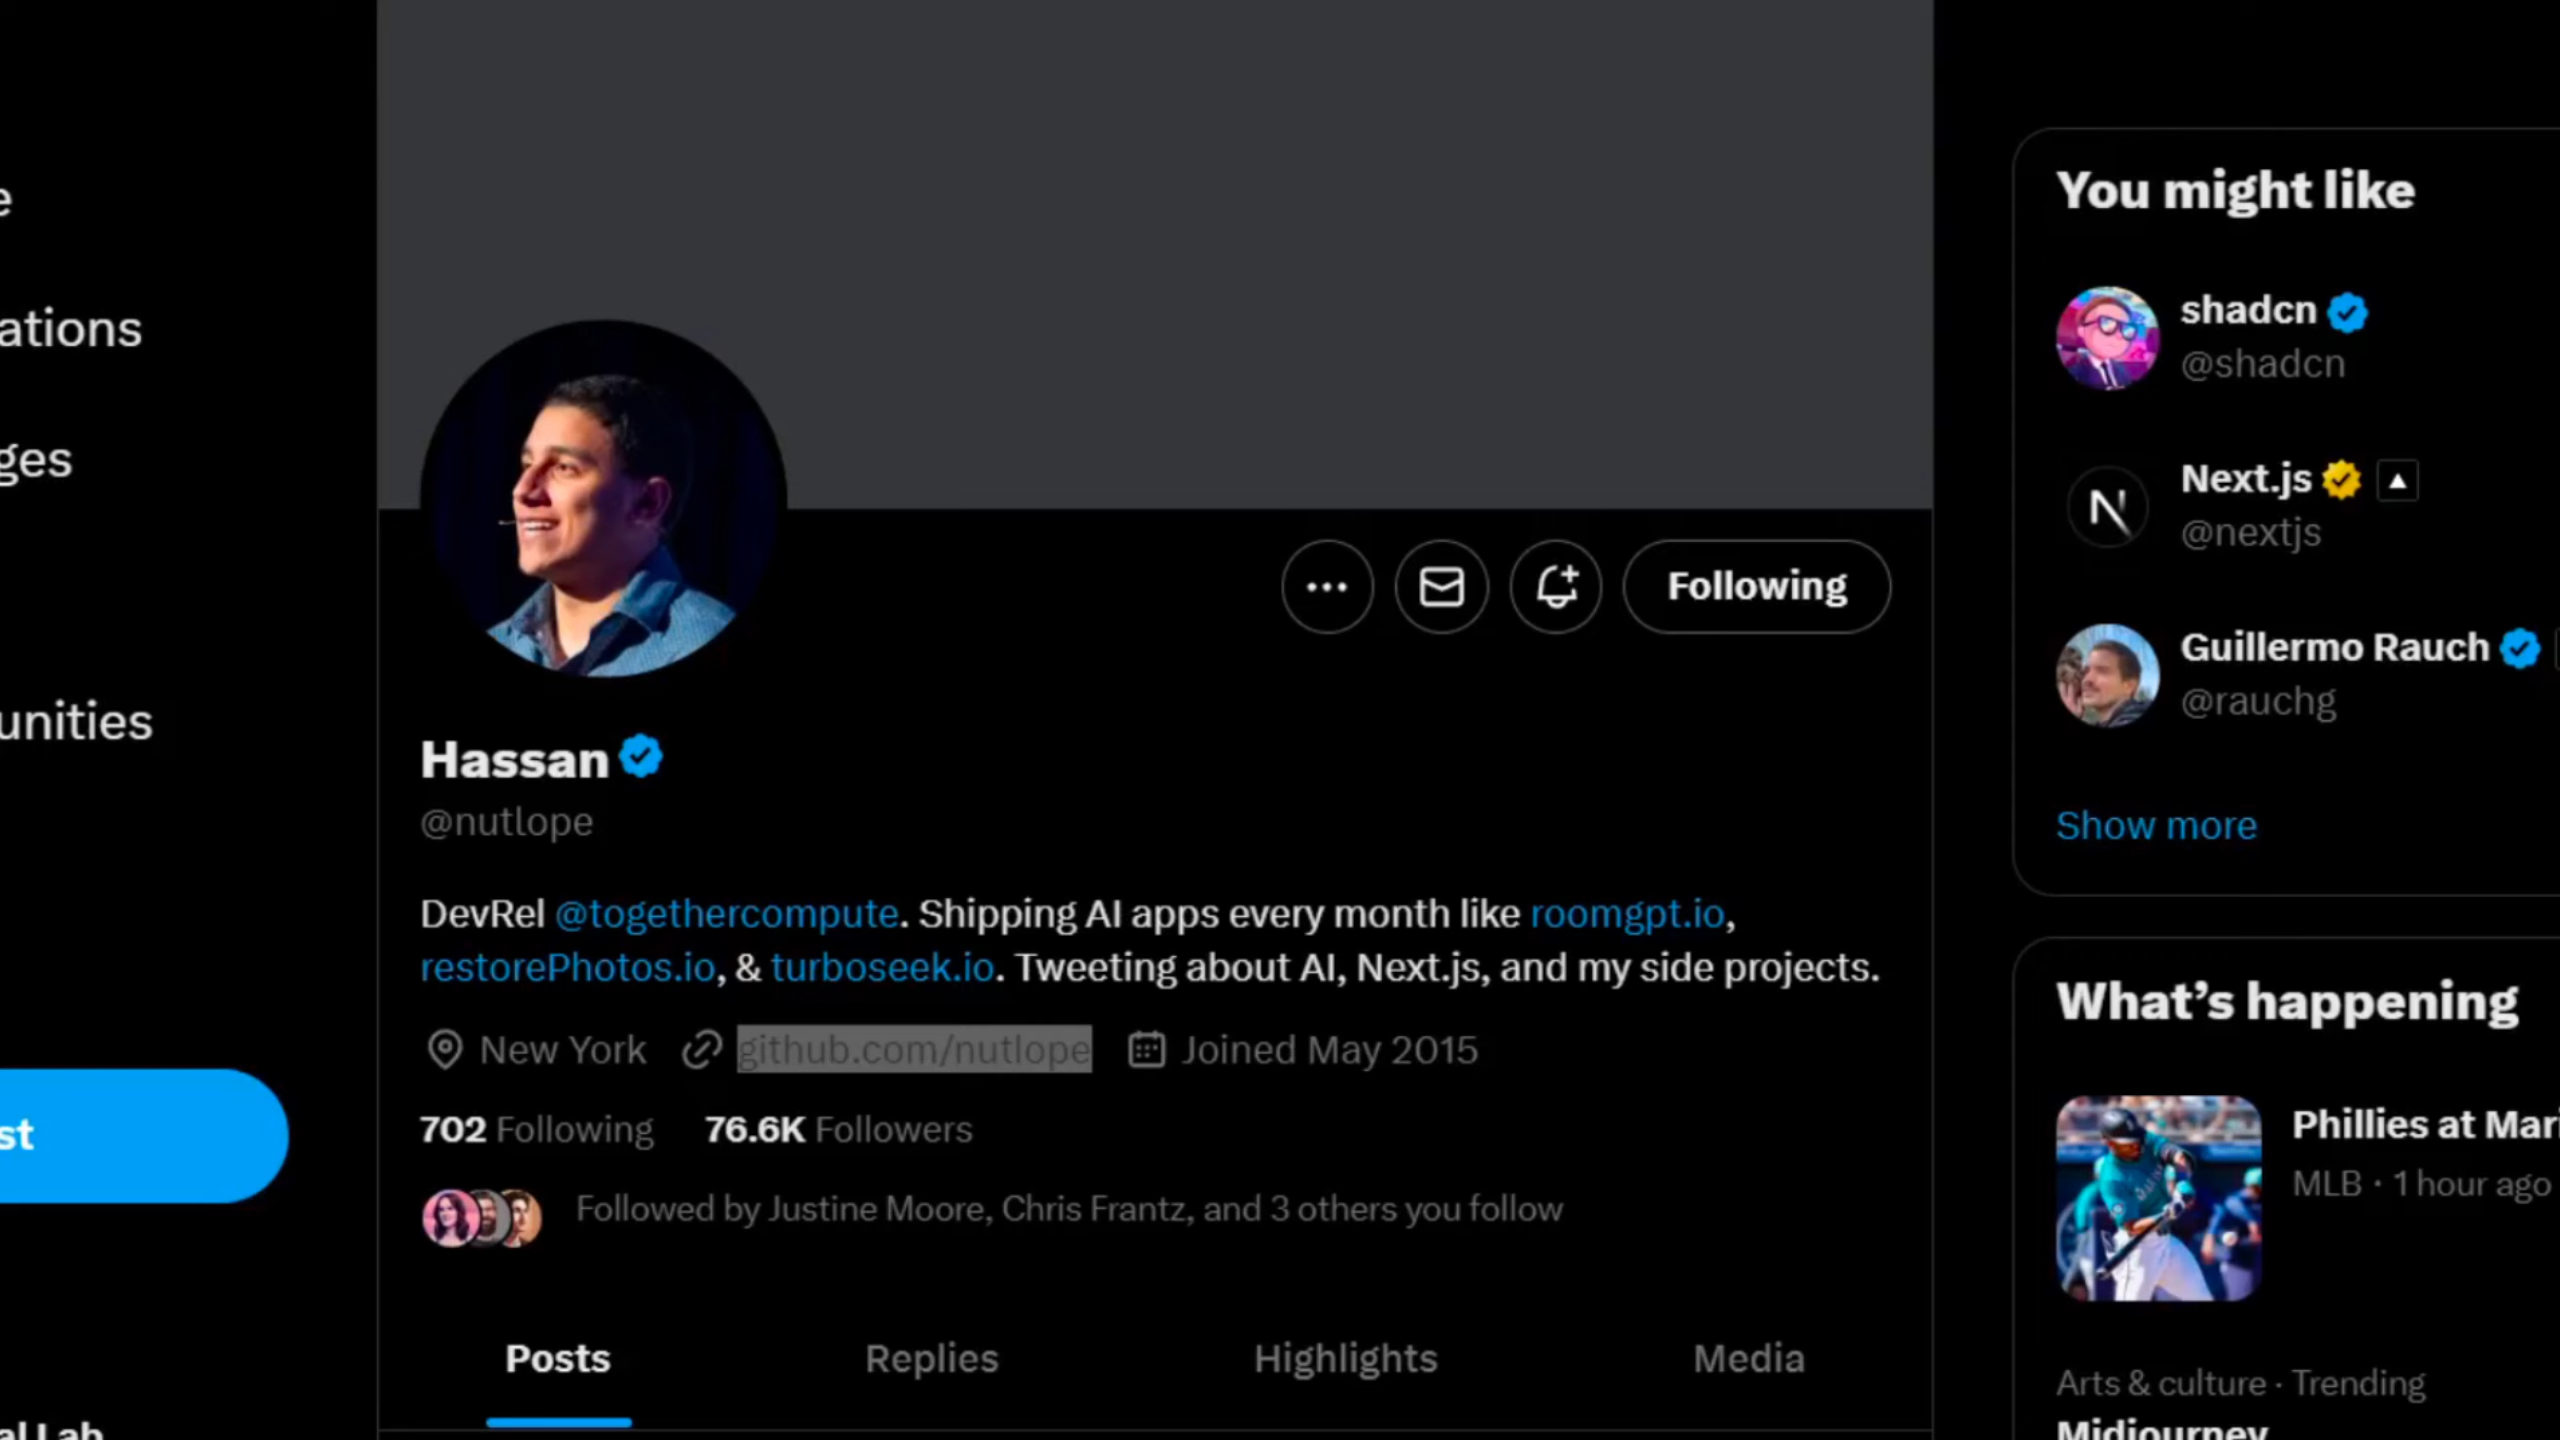 e
ations
ges
unities
st
al Lab
Following
Hassan
@nutlope
DevRel @togethercompute. Shipping AI apps every month like roomgpt.io,
restorePhotos.io, & turboseek.io. Tweeting about AI, Next.js, and my side projects.
New York github.com/nutlope Joined May 2015
702 Following 76.6K Followers
Followed by Justine Moore, Chris Frantz, and 3 others you follow
Posts Replies Highlights Media
You might like
shadcn
@shadcn
Next.js
@nextjs
Guillermo Rauch
@rauchg
Show more
What's happening
Phillies at Mari
MLB · 1 hour ago
Arts & culture · Trending
Midjourney